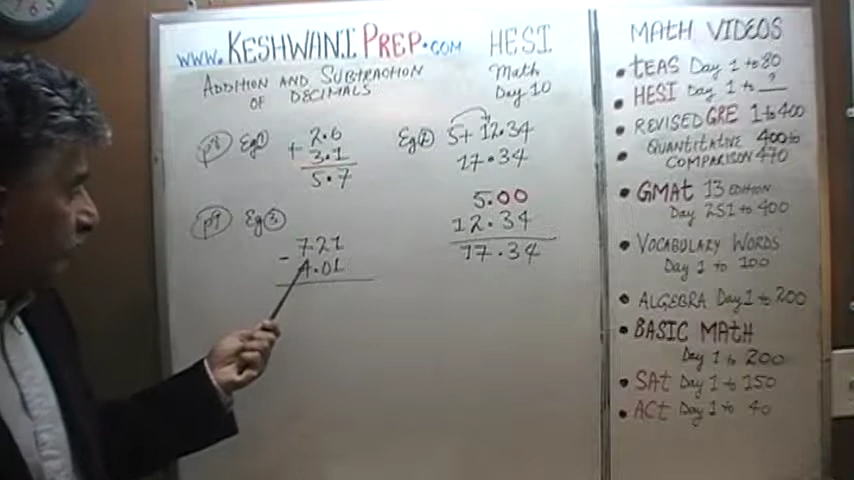 www.KESHWANI PREP.COM
HESI
ADDITION AND SUBTRACTION
OF DECIMALS
Math
Day 10
p8 Eg① 2.6
+ 3.1
5.7
Eg② 5+ 12.34
17.34
5.00
12.34
17.34
p9 Eg③
7.21
- 4.01
MATH VIDEOS
• TEAS Day 1 to 80
• HESI Day 1 to ?
• REVISED GRE 1 to 400
• QUANTITATIVE 400 to
COMPARISON 470
• GMAT 13 EDITION
Day 251 to 400
• VOCABULARY WORDS
Day 1 to 100
• ALGEBRA Day 1 to 200
• BASIC MATH
Day 1 to 200
• SAT Day 1 to 150
• ACT Day 1 to 40